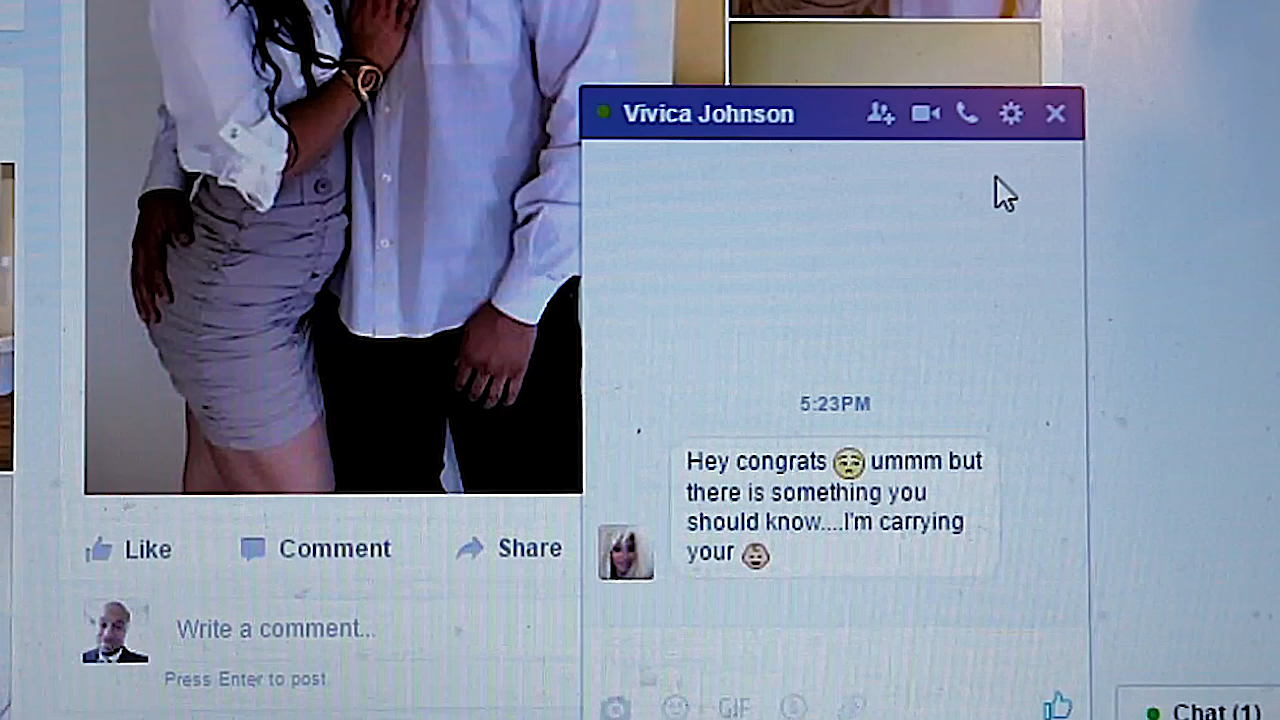 Vivica Johnson
5:23PM
Hey congrats 😔 ummm but
there is something you
should know....I'm carrying
your 👶
Like Comment Share
Write a comment...
Press Enter to post
GIF
Chat (1)